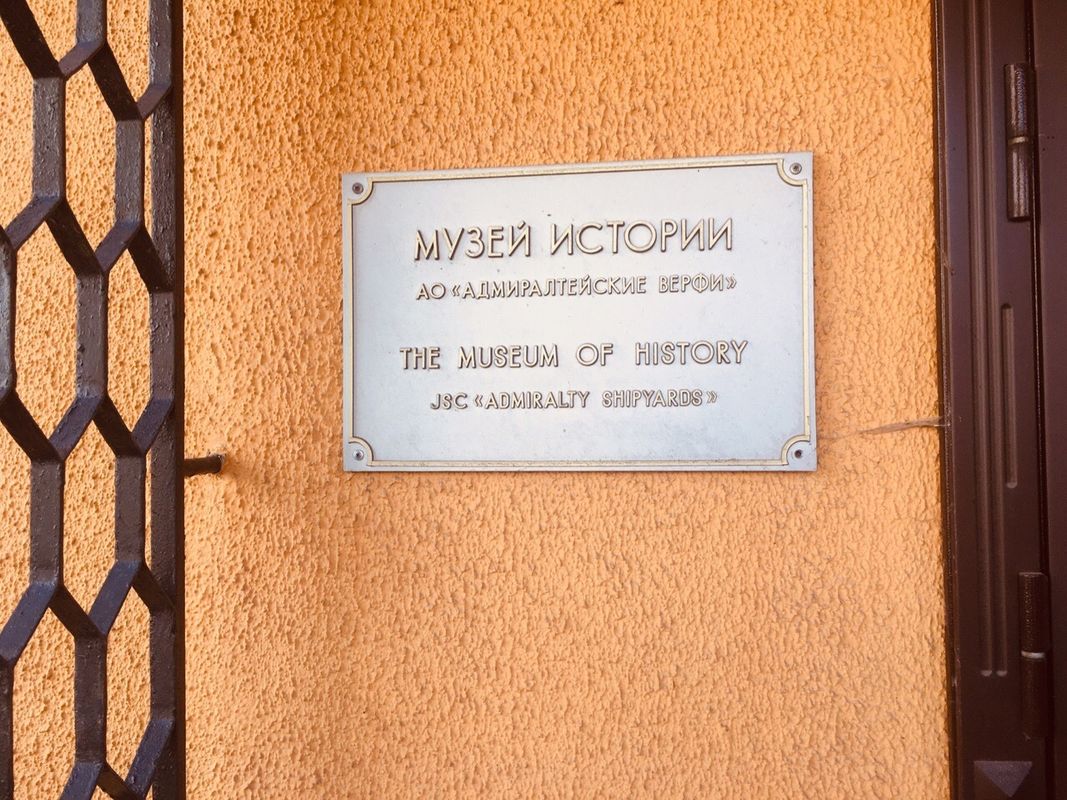 МУЗЕЙ ИСТОРИИ
АО «АДМИРАЛТЕЙСКИЕ ВЕРФИ»
THE MUSEUM OF HISTORY
JSC «ADMIRALTY SHIPYARDS»